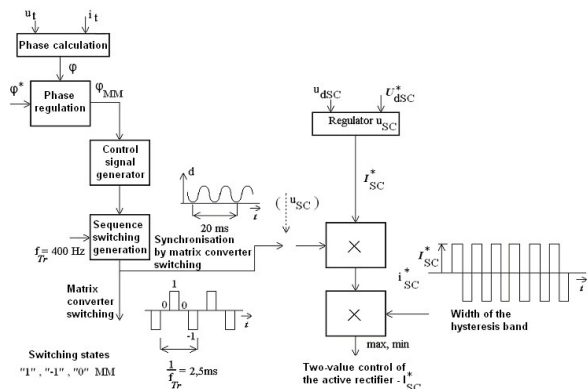 u_t i_t
Phase calculation
φ
φ* Phase
regulation
φ_MM
Control
signal
generator
d
t
20 ms
f_Tr = 400 Hz
Sequence
switching
generation
Synchronisation
by matrix converter
switching
Matrix
converter
switching
1
0 0
-1
t
1/f_Tr = 2,5ms
Switching states
"1" , "-1" , "0" MM
u_dSC U*_dSC
Regulator u_SC
I*_SC
( u_SC )
×
i*_SC
I*_SC
t
×
Width of the
hysteresis band
max, min
Two-value control of
the active rectifier - I*_SC